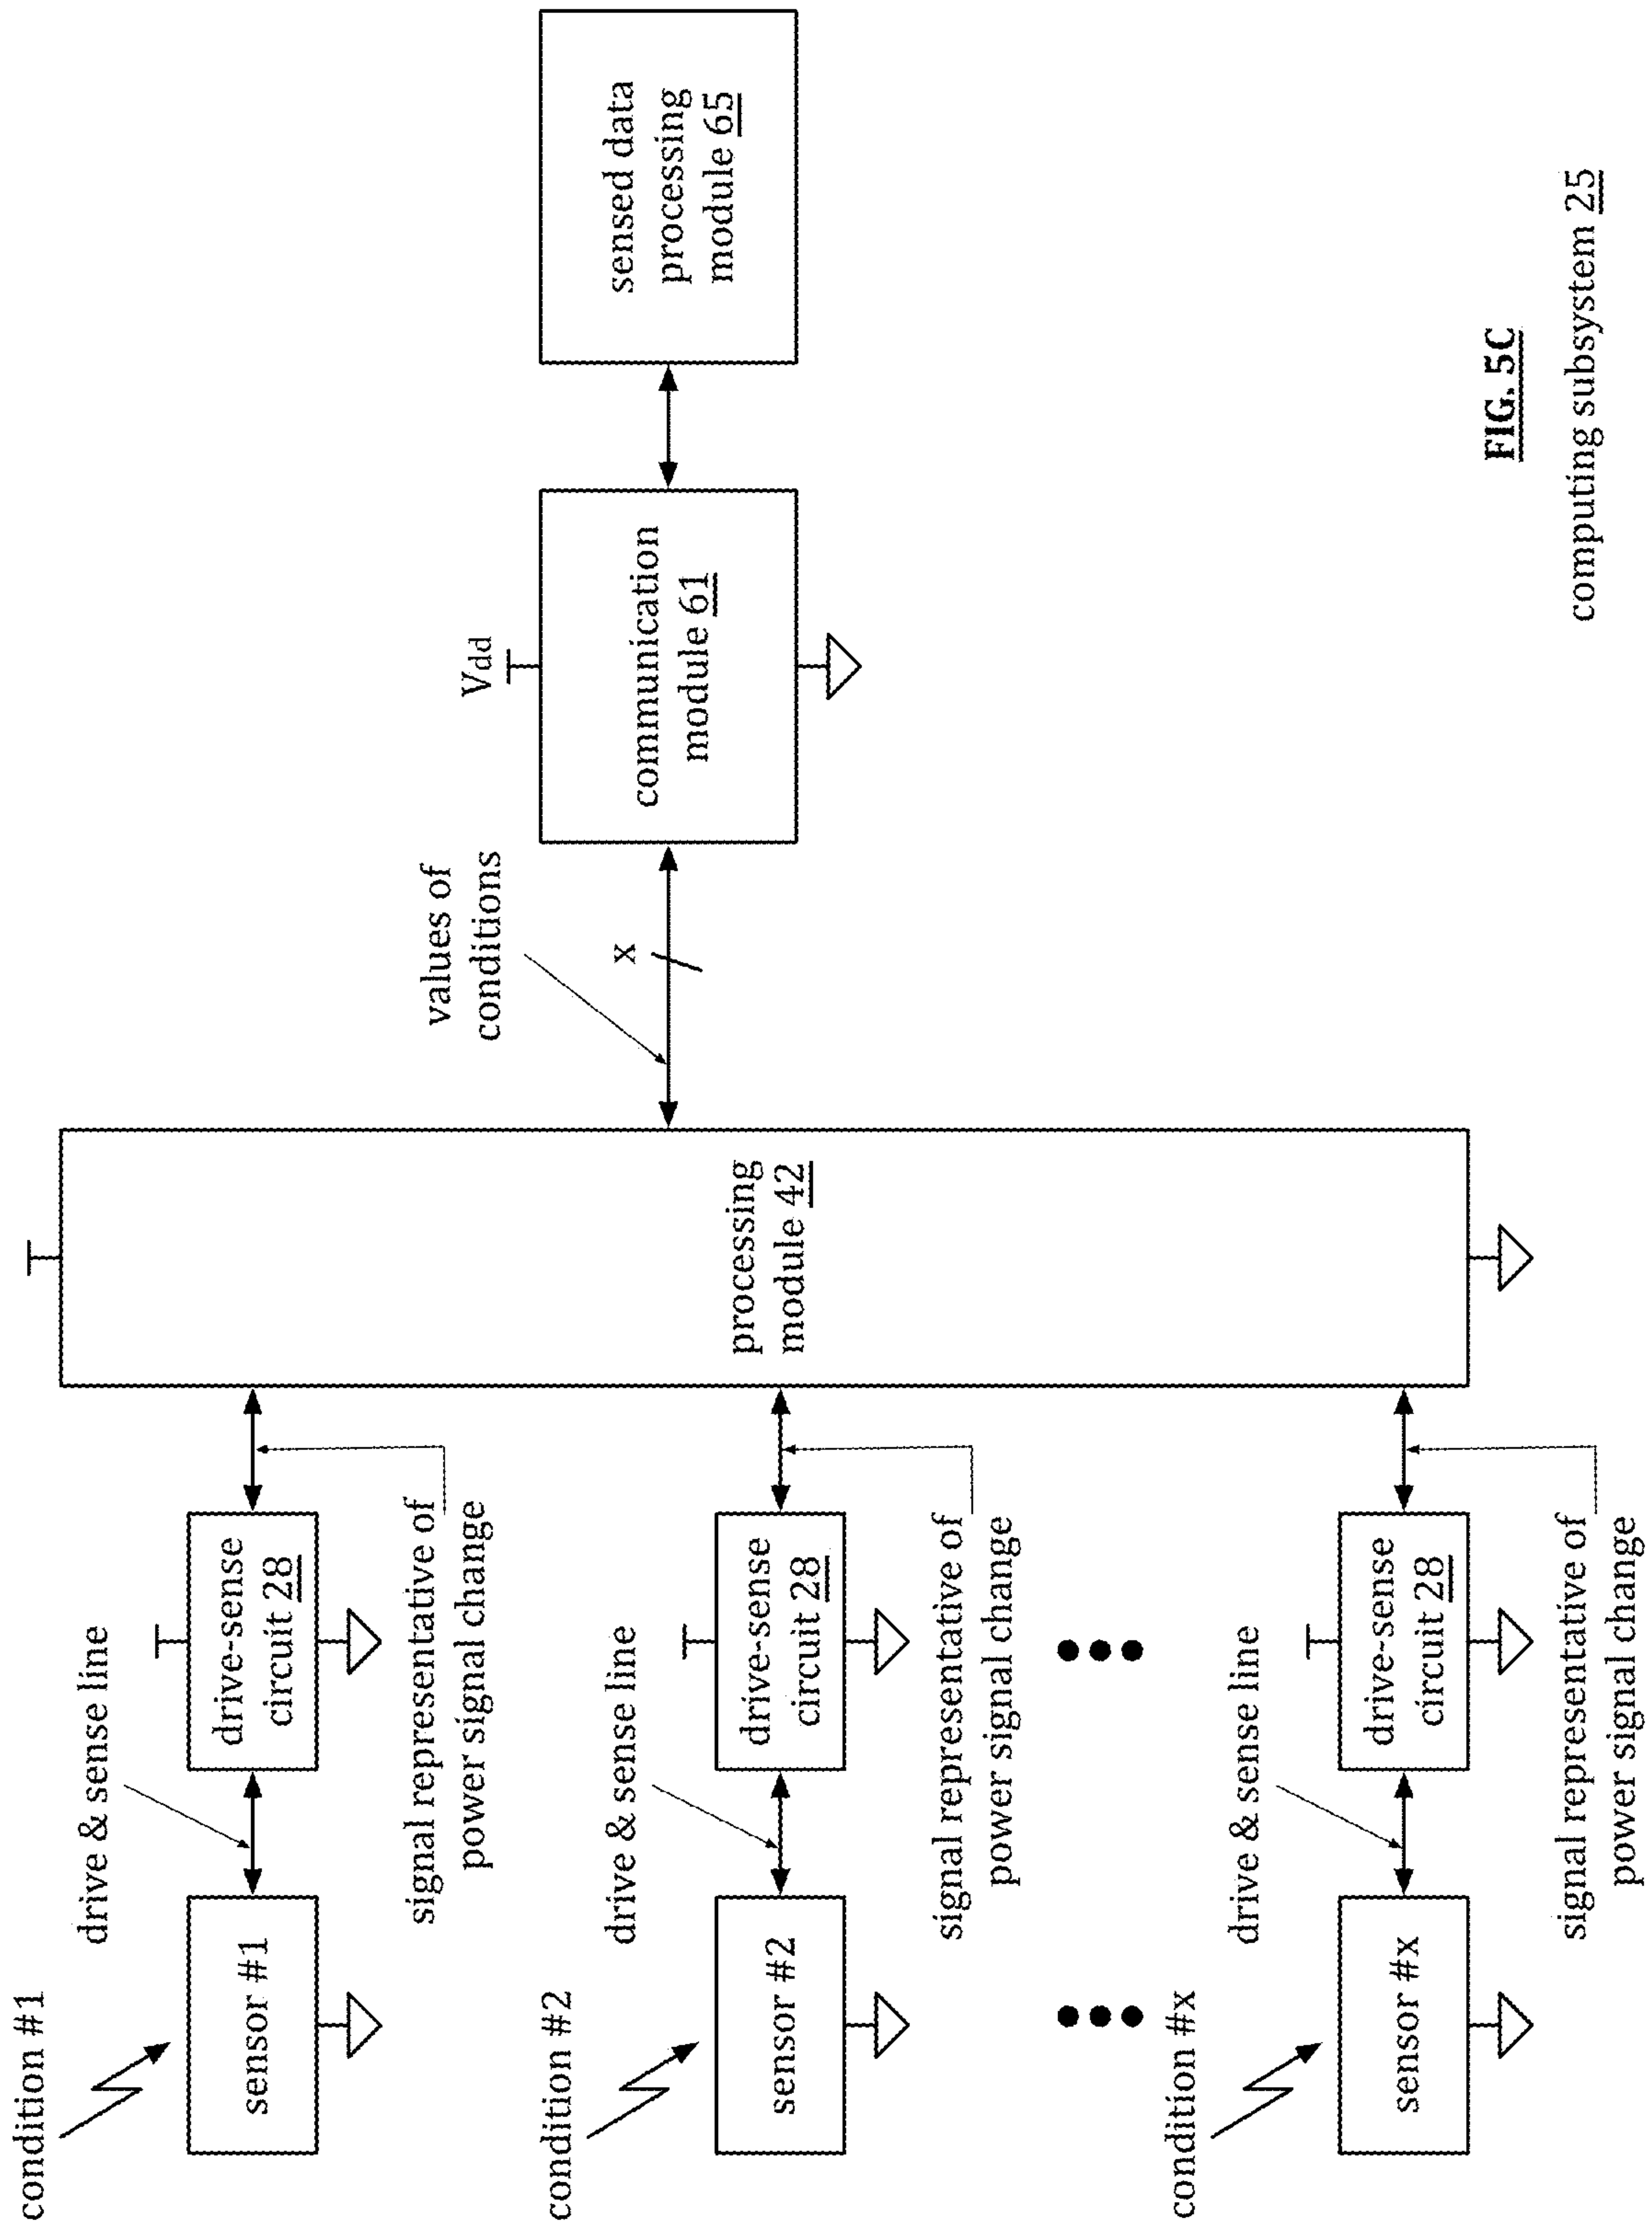 condition #1
drive & sense line
sensor #1
drive-sense
circuit 28
signal representative of
power signal change
condition #2
drive & sense line
sensor #2
drive-sense
circuit 28
signal representative of
power signal change
condition #x
drive & sense line
sensor #x
drive-sense
circuit 28
signal representative of
power signal change
processing
module 42
values of
conditions
x
Vdd
communication
module 61
sensed data
processing
module 65
FIG. 5C
computing subsystem 25